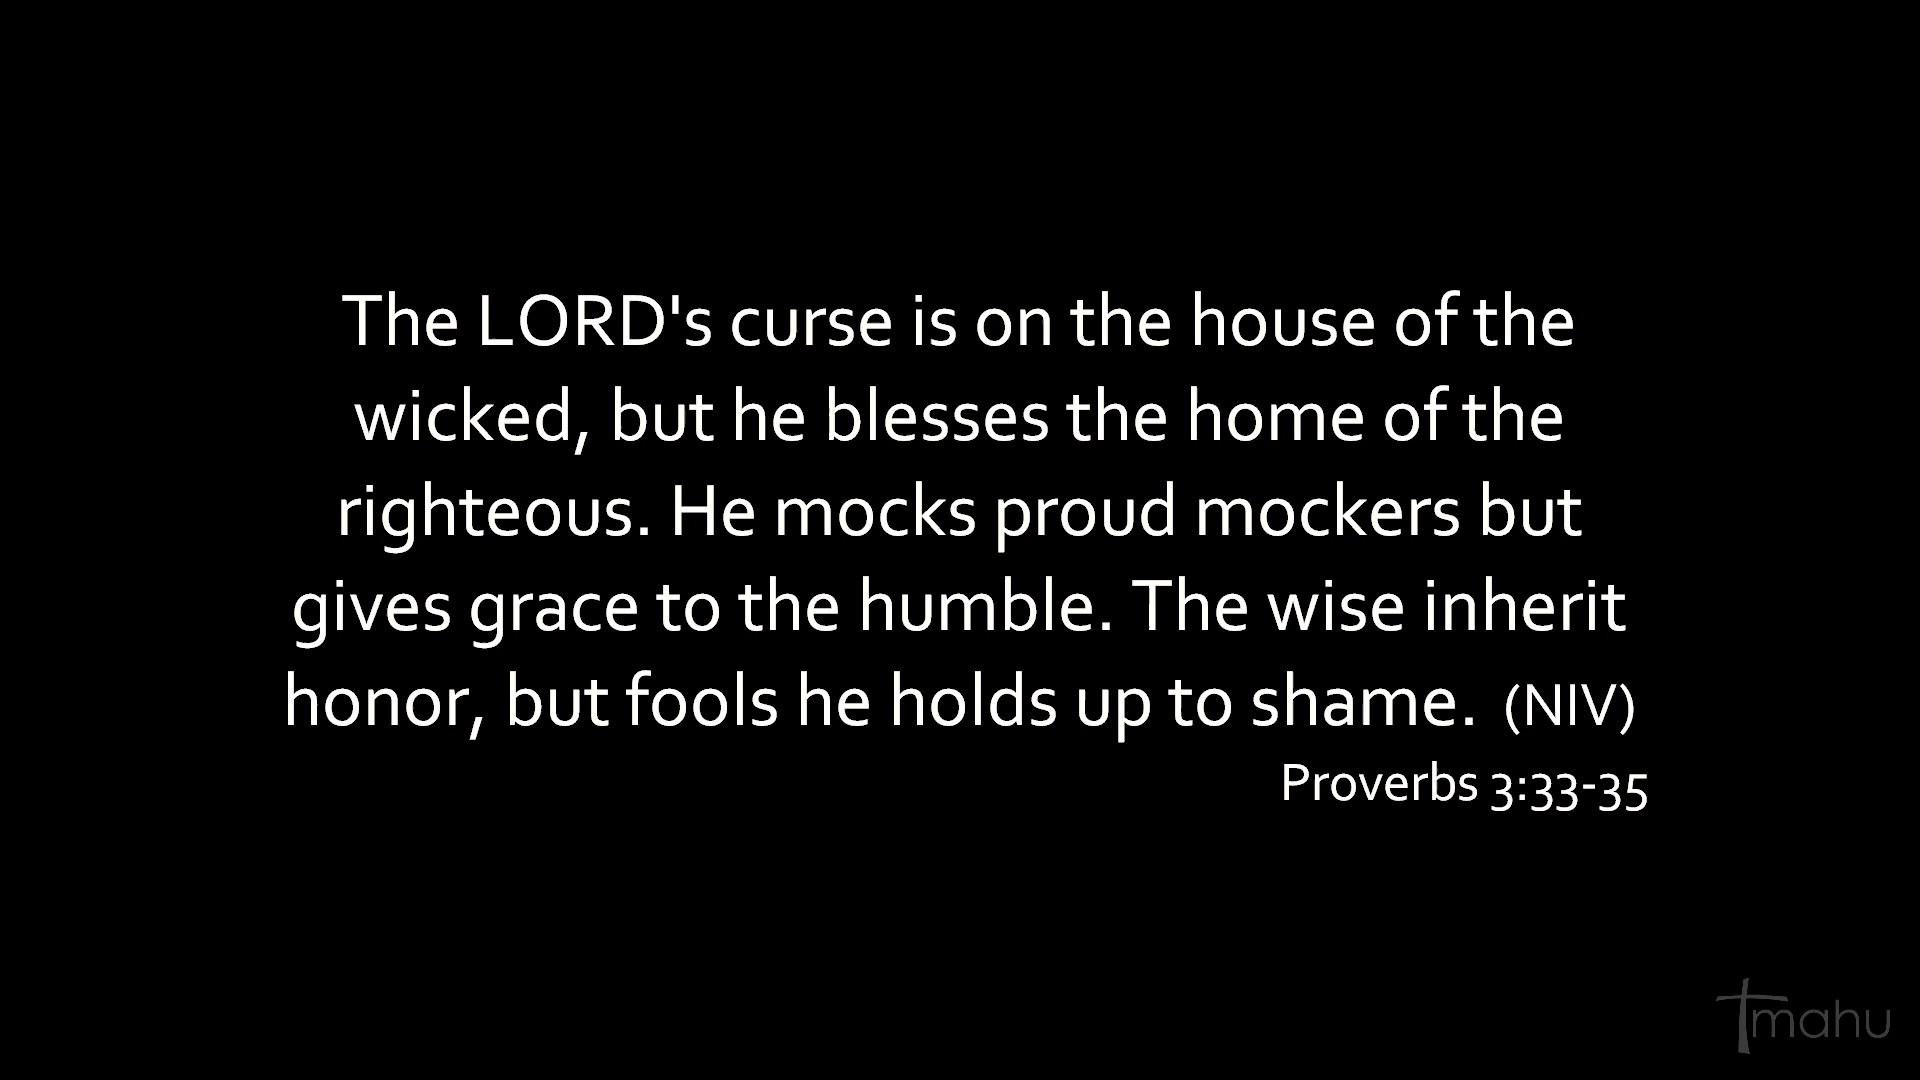 The LORD's curse is on the house of the
wicked, but he blesses the home of the
righteous. He mocks proud mockers but
gives grace to the humble. The wise inherit
honor, but fools he holds up to shame. (NIV)
Proverbs 3:33-35
mahu